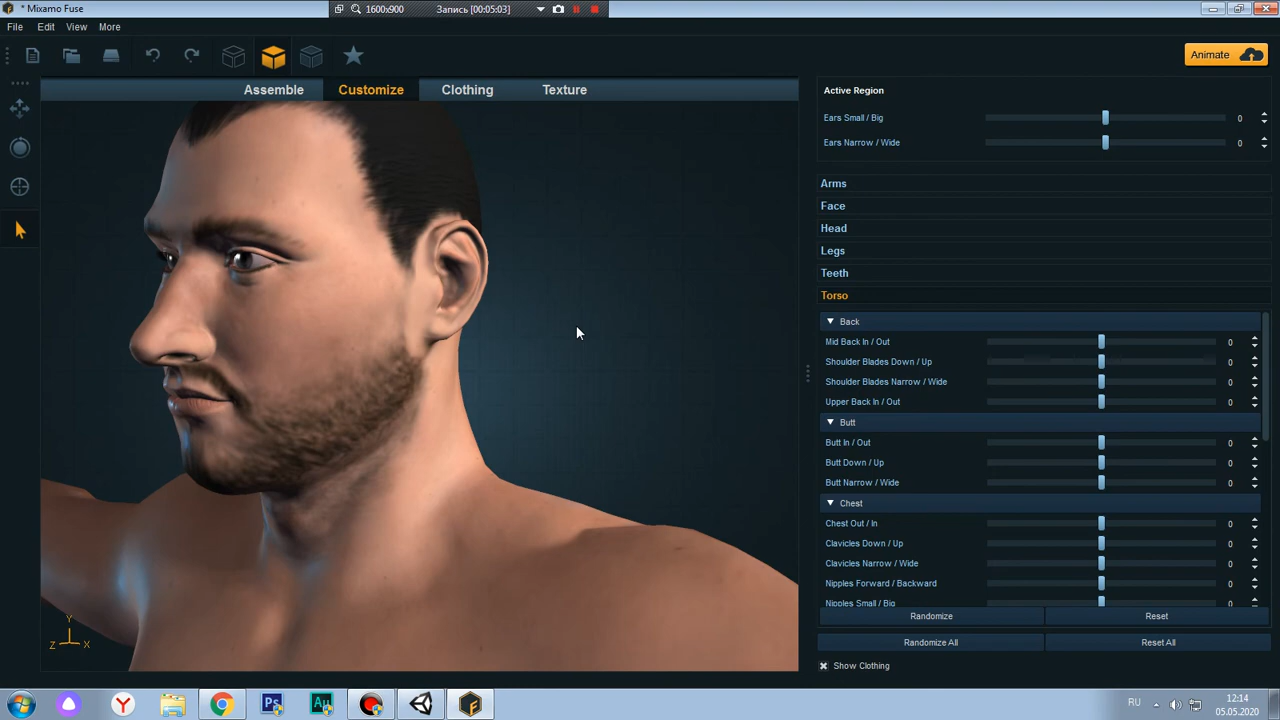 * Mixamo Fuse
1600x900
Запись [00:05:03]
File Edit View More
Animate
Assemble Customize Clothing Texture
Active Region
Ears Small / Big 0
Ears Narrow / Wide 0
Arms
Face
Head
Legs
Teeth
Torso
Back
Mid Back In / Out 0
Shoulder Blades Down / Up 0
Shoulder Blades Narrow / Wide 0
Upper Back In / Out 0
Butt
Butt In / Out 0
Butt Down / Up 0
Butt Narrow / Wide 0
Chest
Chest Out / In 0
Clavicles Down / Up 0
Clavicles Narrow / Wide 0
Nipples Forward / Backward 0
Nipples Small / Big 0
Randomize Reset
Randomize All Reset All
Show Clothing
Y
Z X
Ps Au
RU
12:14
05.05.2020